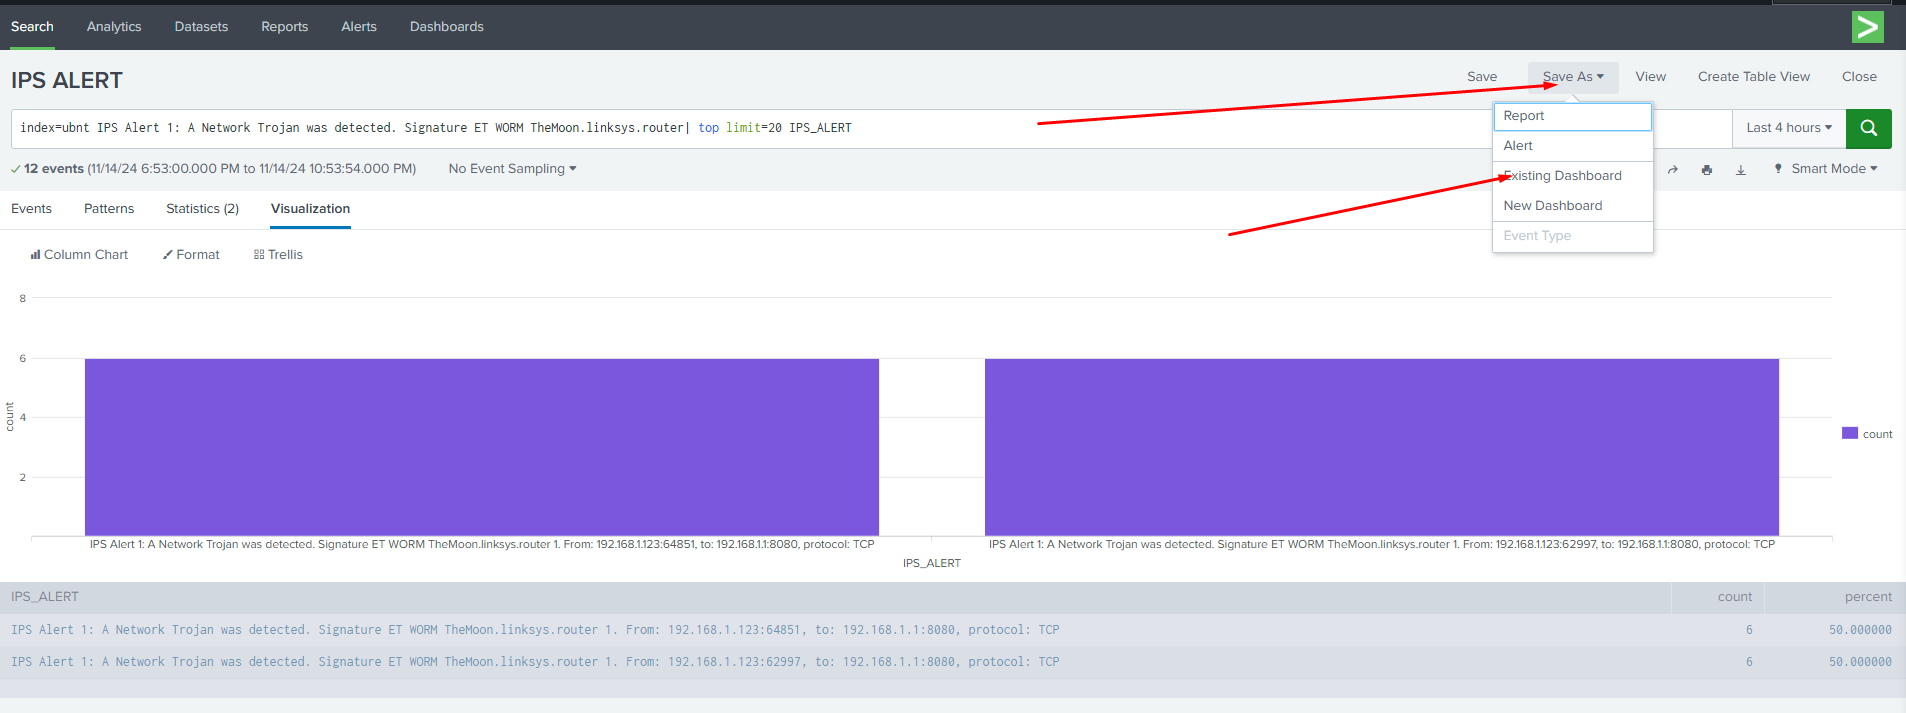 Search Analytics Datasets Reports Alerts Dashboards
IPS ALERT
Save Save As View Create Table View Close
index=ubnt IPS Alert 1: A Network Trojan was detected. Signature ET WORM TheMoon.linksys.router| top limit=20 IPS_ALERT
Last 4 hours
Report
Alert
Existing Dashboard
New Dashboard
Event Type
12 events (11/14/24 6:53:00.000 PM to 11/14/24 10:53:54.000 PM) No Event Sampling
Smart Mode
Events Patterns Statistics (2) Visualization
Column Chart Format Trellis
8
6
4
2
count
count
IPS Alert 1: A Network Trojan was detected. Signature ET WORM TheMoon.linksys.router 1. From: 192.168.1.123:64851, to: 192.168.1.1:8080, protocol: TCP
IPS Alert 1: A Network Trojan was detected. Signature ET WORM TheMoon.linksys.router 1. From: 192.168.1.123:62997, to: 192.168.1.1:8080, protocol: TCP
IPS_ALERT
IPS_ALERT count percent
IPS Alert 1: A Network Trojan was detected. Signature ET WORM TheMoon.linksys.router 1. From: 192.168.1.123:64851, to: 192.168.1.1:8080, protocol: TCP 6 50.000000
IPS Alert 1: A Network Trojan was detected. Signature ET WORM TheMoon.linksys.router 1. From: 192.168.1.123:62997, to: 192.168.1.1:8080, protocol: TCP 6 50.000000